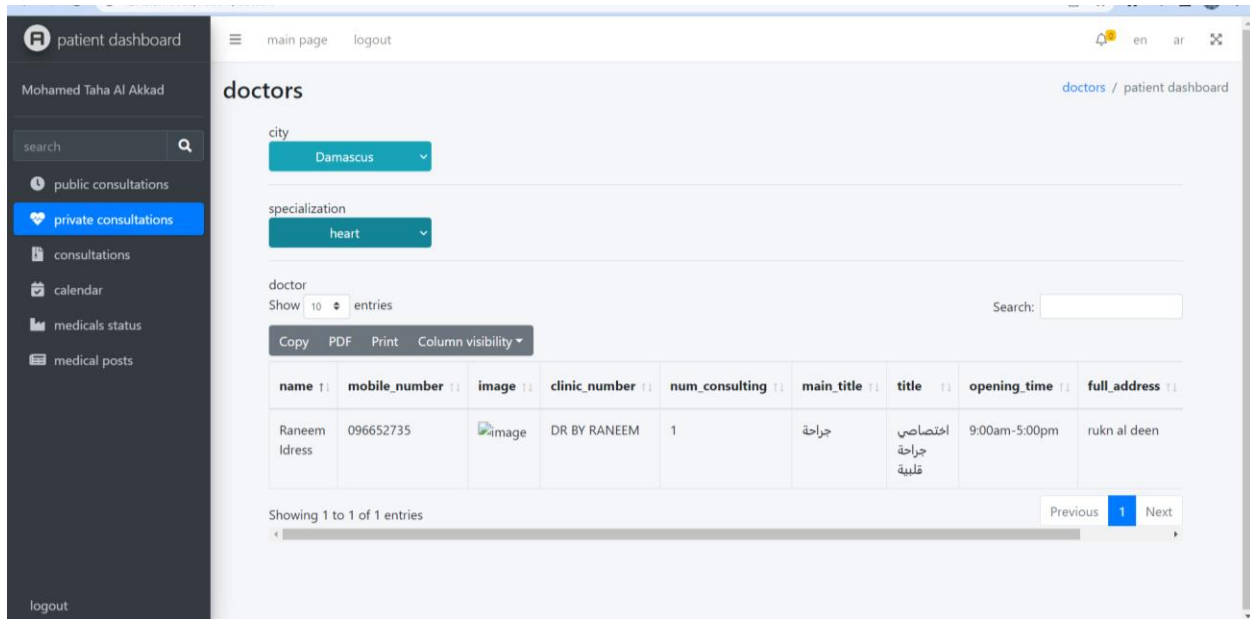 patient dashboard
main page logout
0 en ar
Mohamed Taha Al Akkad
doctors
doctors / patient dashboard
search
public consultations
private consultations
consultations
calendar
medicals status
medical posts
logout
city
Damascus
specialization
heart
doctor
Show 10 entries
Search:
Copy PDF Print Column visibility
name mobile_number image clinic_number num_consulting main_title title opening_time full_address
Raneem 096652735 image DR BY RANEEM 1 جراحة اختصاصي 9:00am-5:00pm rukn al deen
Idress جراحة
قلبية
Showing 1 to 1 of 1 entries
Previous 1 Next